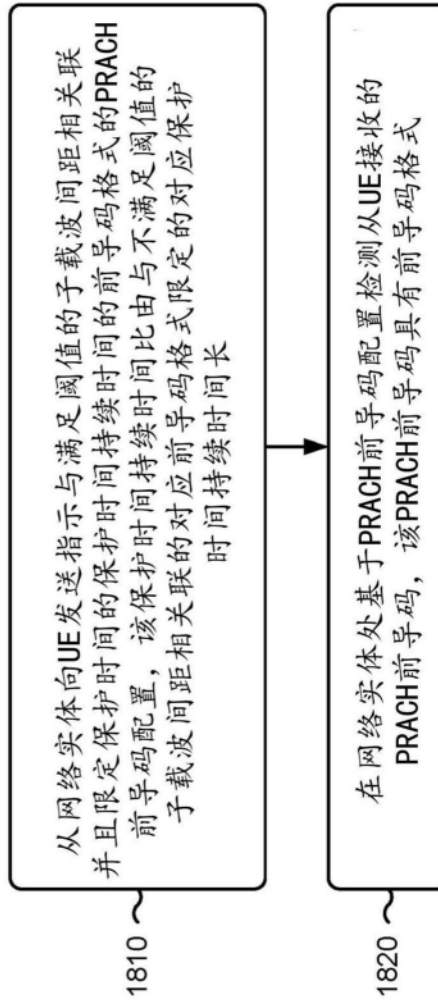 从网络实体向UE发送指示与满足阈值的子载波间距相关联
并且限定保护时间的保护时间持续时间的前导码格式的PRACH
前导码配置，该保护时间持续时间比由与不满足阈值的
子载波间距相关联的对应前导码格式限定的对应保护
时间持续时间长
1810
在网络实体处基于PRACH前导码配置检测从UE接收的
PRACH前导码，该PRACH前导码具有前导码格式
1820